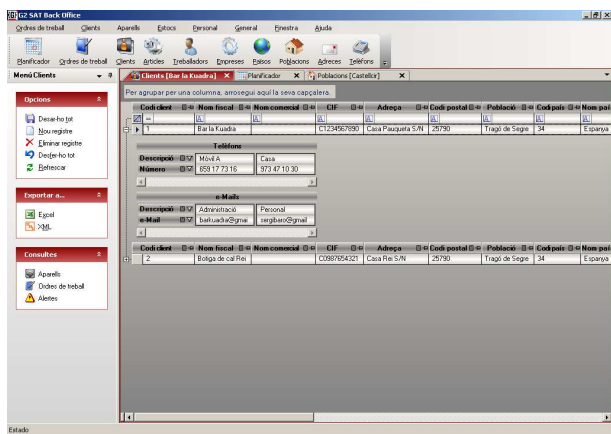 G2 SAT Back Office
Ordres de treball Clients Aparells Estocs Personal General Finestra Ajuda
Planificador Ordres de treball Clients Articles Treballadors Empreses Països Poblacions Adreces Telèfons
Menú Clients
Clients [Bar la Kuadra] Planificador Poblacions [Castellcir]
Per agrupar per una columna, arrossegui aquí la seva capçalera.
Opcions
Desar-ho tot
Nou registre
Eliminar registre
Desfer-ho tot
Refrescar
Exportar a...
Excel
XML
Consultes
Aparells
Ordres de treball
Alertes
Codi client Nom fiscal Nom comercial CIF Adreça Codi postal Població Codi país Nom paí
1 Bar la Kuadra C1234567890 Casa Pauqueta S/N 25790 Tragó de Segre 34 Espanya
Telèfons
Descripció Mòvil A Casa
Número 659 17 73 16 973 47 10 30
e-Mails
Descripció Administració Personal
e-Mail barkuadra@gmai sergibaro@gmail
Codi client Nom fiscal Nom comercial CIF Adreça Codi postal Població Codi país Nom paí
2 Botiga de cal Rei C0987654321 Casa Rei S/N 25790 Tragó de Segre 34 Espanya
Estado